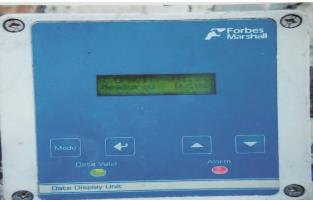 Forbes
Marshall
Mode
Data Valid
Alarm
Data Display Unit